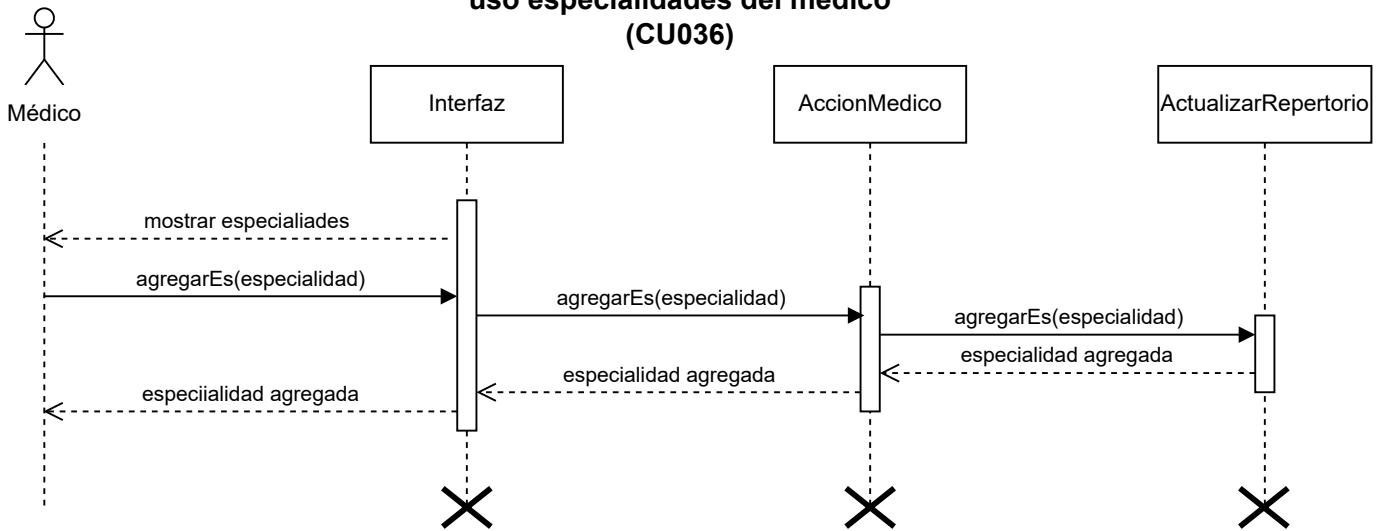 uso especialidades del médico
(CU036)
Médico
Interfaz
AccionMedico
ActualizarRepertorio
mostrar especialiades
agregarEs(especialidad)
agregarEs(especialidad)
agregarEs(especialidad)
especialidad agregada
especialidad agregada
especiialidad agregada